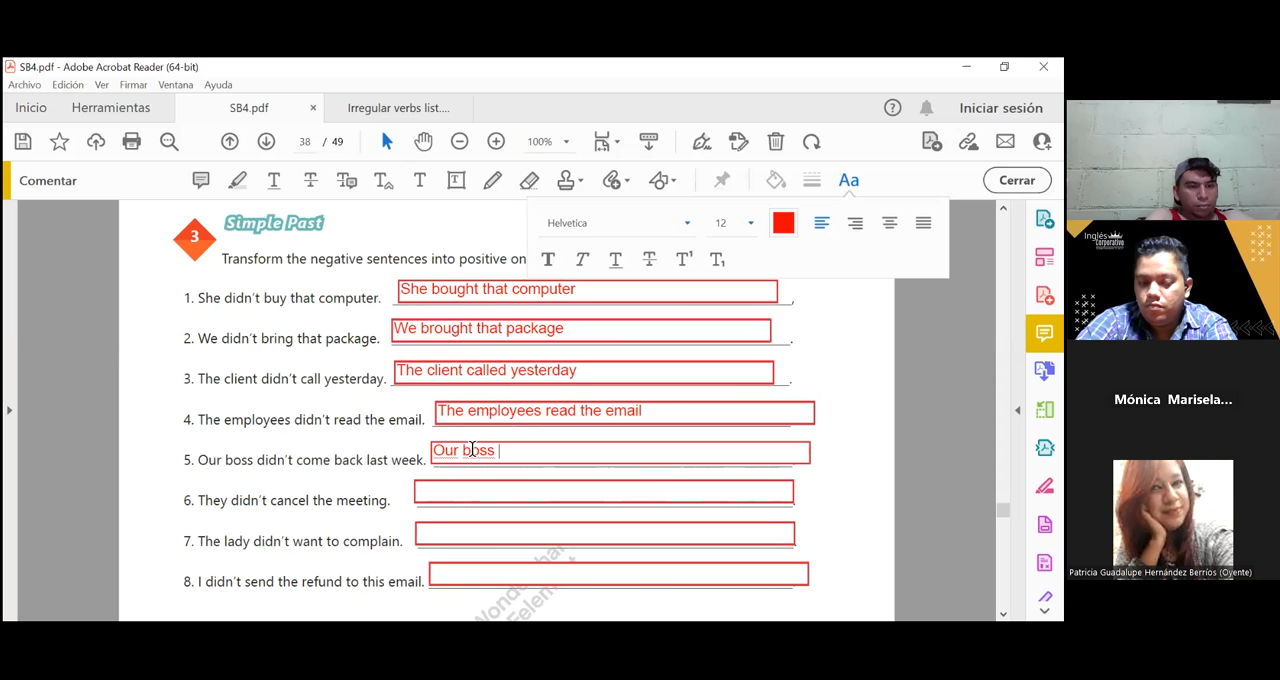 SB4.pdf - Adobe Acrobat Reader (64-bit)
Archivo Edición Ver Firmar Ventana Ayuda
Inicio Herramientas SB4.pdf × Irregular verbs list.... Iniciar sesión
38 / 49 100%
Comentar Aa Cerrar
Helvetica 12
3 Simple Past
Transform the negative sentences into positive on
1. She didn't buy that computer. She bought that computer
2. We didn't bring that package. We brought that package
3. The client didn't call yesterday. The client called yesterday
4. The employees didn't read the email. The employees read the email
5. Our boss didn't come back last week. Our boss
6. They didn't cancel the meeting.
7. The lady didn't want to complain.
8. I didn't send the refund to this email.
Inglés
Corporativo
Mónica Marisela...
Patricia Guadalupe Hernández Berríos (Oyente)